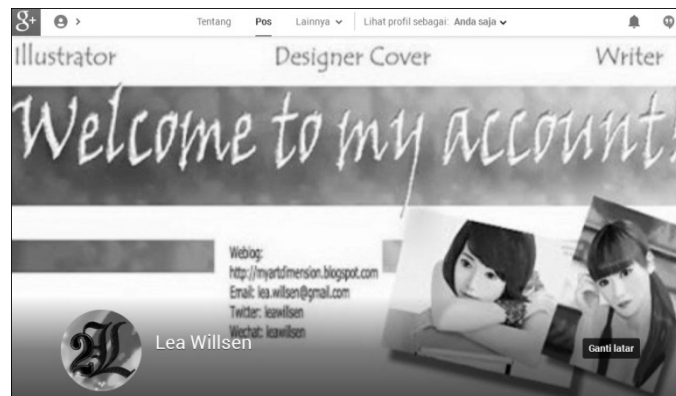 g+ Tentang Pos Lainnya Lihat profil sebagai: Anda saja
Illustrator Designer Cover Writer
Welcome to my account!
Weblog:
http://myartdimension.blogspot.com
Email: lea.willsen@gmail.com
Twitter: leawillsen
Wechat: leawillsen
L
Lea Willsen
Ganti latar